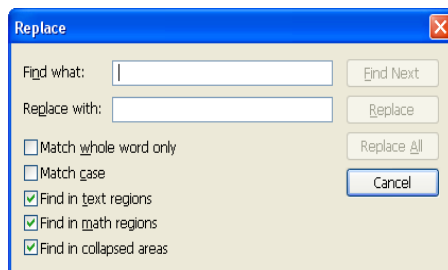 Replace
Find what:
Find Next
Replace with:
Replace
Match whole word only
Replace All
Match case
Cancel
Find in text regions
Find in math regions
Find in collapsed areas